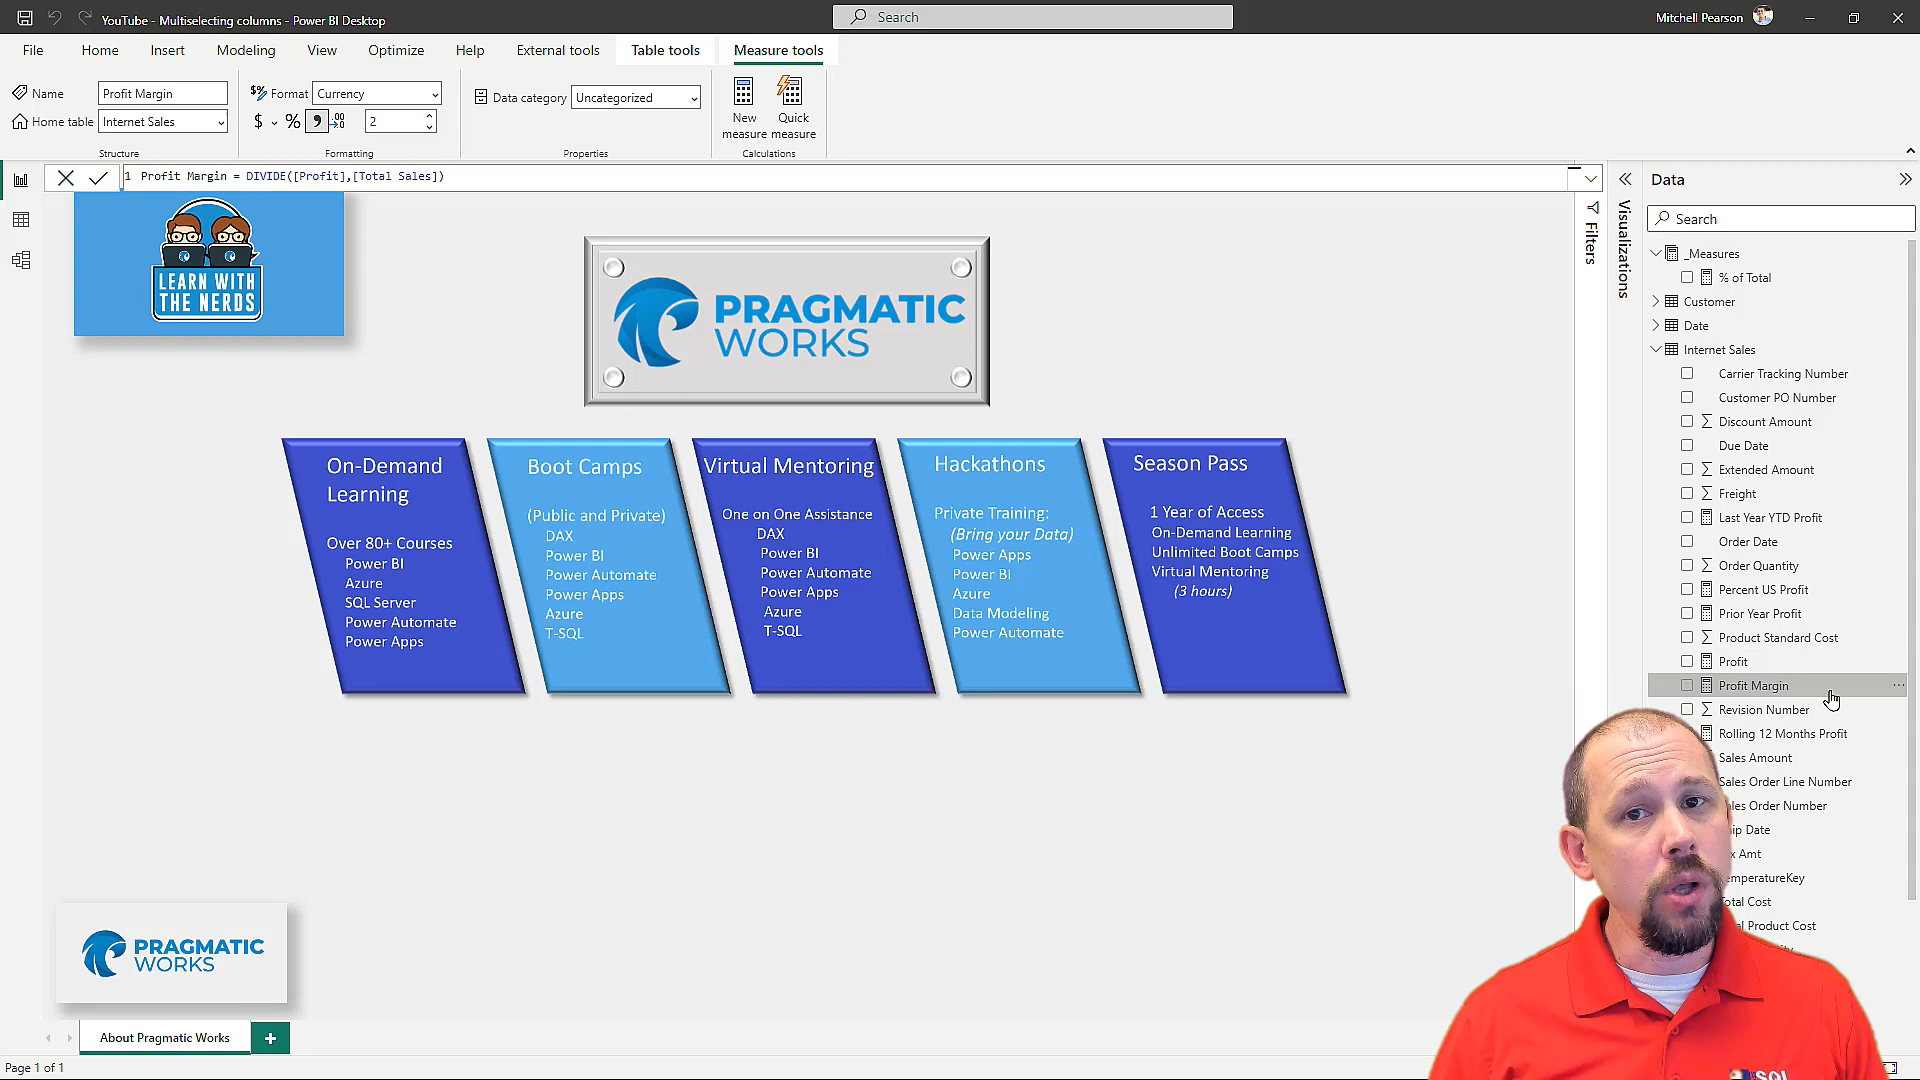 YouTube - Multiselecting columns - Power BI Desktop
Search
Mitchell Pearson
File
Home
Insert
Modeling
View
Optimize
Help
External tools
Table tools
Measure tools
Name
Profit Margin
Home table
Internet Sales
Structure
Format
Currency
2
Formatting
Data category
Uncategorized
Properties
New
measure
Quick
measure
Calculations
1 Profit Margin = DIVIDE([Profit],[Total Sales])
LEARN WITH
THE NERDS
PRAGMATIC
WORKS
On-Demand
Learning
Over 80+ Courses
Power BI
Azure
SQL Server
Power Automate
Power Apps
Boot Camps
(Public and Private)
DAX
Power BI
Power Automate
Power Apps
Azure
T-SQL
Virtual Mentoring
One on One Assistance
DAX
Power BI
Power Automate
Power Apps
Azure
T-SQL
Hackathons
Private Training:
(Bring your Data)
Power Apps
Power BI
Azure
Data Modeling
Power Automate
Season Pass
1 Year of Access
On-Demand Learning
Unlimited Boot Camps
Virtual Mentoring
(3 hours)
PRAGMATIC
WORKS
Filters
Visualizations
Data
Search
_Measures
% of Total
Customer
Date
Internet Sales
Carrier Tracking Number
Customer PO Number
Discount Amount
Due Date
Extended Amount
Freight
Last Year YTD Profit
Order Date
Order Quantity
Percent US Profit
Prior Year Profit
Product Standard Cost
Profit
Profit Margin
Revision Number
Rolling 12 Months Profit
Sales Amount
Sales Order Line Number
Order Number
Date
Amt
Cost
Product Cost
About Pragmatic Works
Page 1 of 1